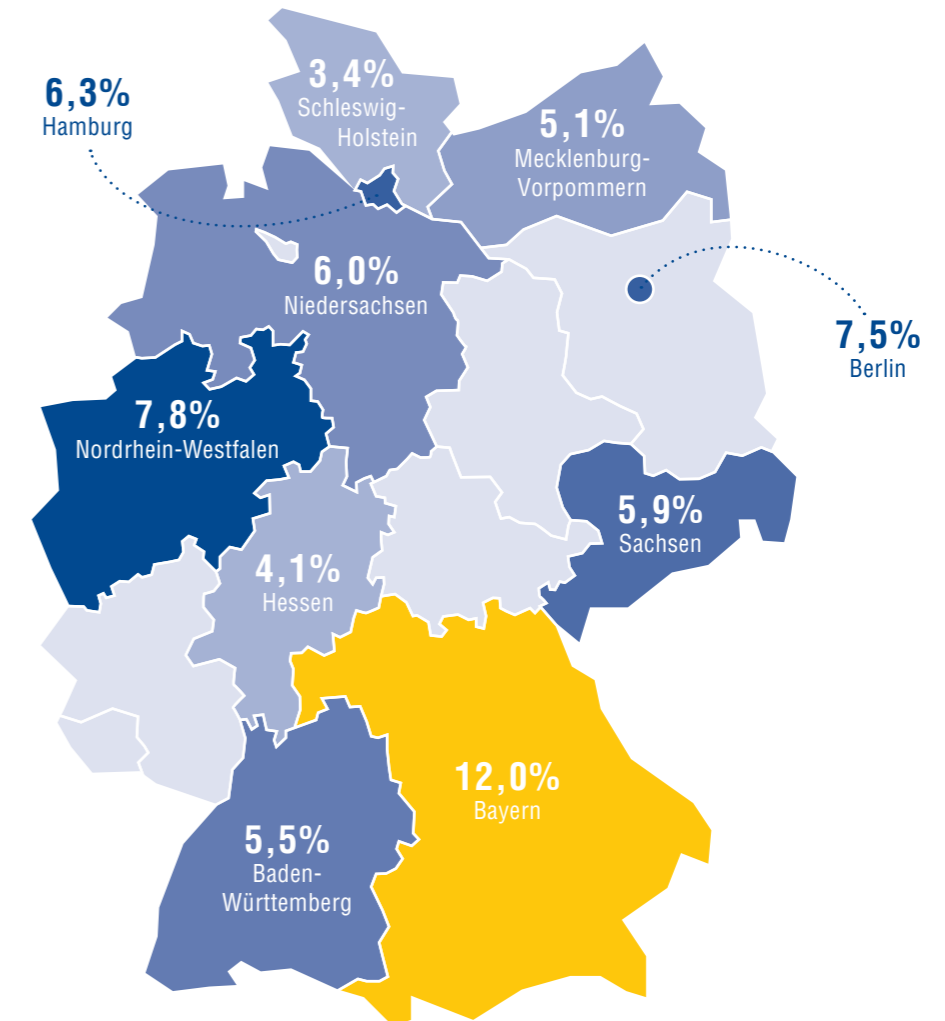 3,4%
Schleswig-
Holstein
6,3%
Hamburg
5,1%
Mecklenburg-
Vorpommern
6,0%
Niedersachsen
7,5%
Berlin
7,8%
Nordrhein-Westfalen
5,9%
Sachsen
4,1%
Hessen
12,0%
Bayern
5,5%
Baden-
Württemberg